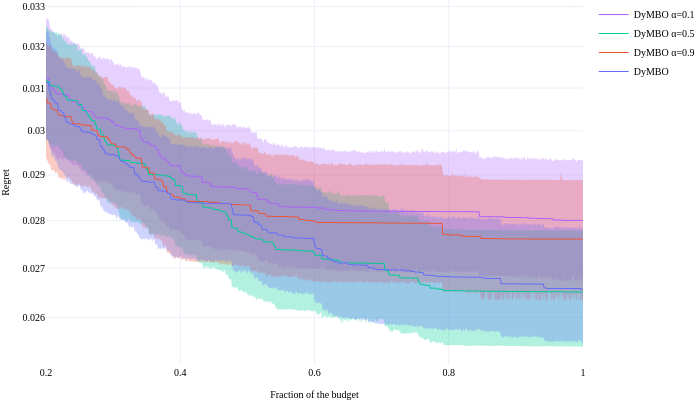 0.033
0.032
0.031
0.03
0.029
0.028
0.027
0.026
Regret
0.2 0.4 0.6 0.8 1
Fraction of the budget
DyMBO α=0.1
DyMBO α=0.5
DyMBO α=0.9
DyMBO